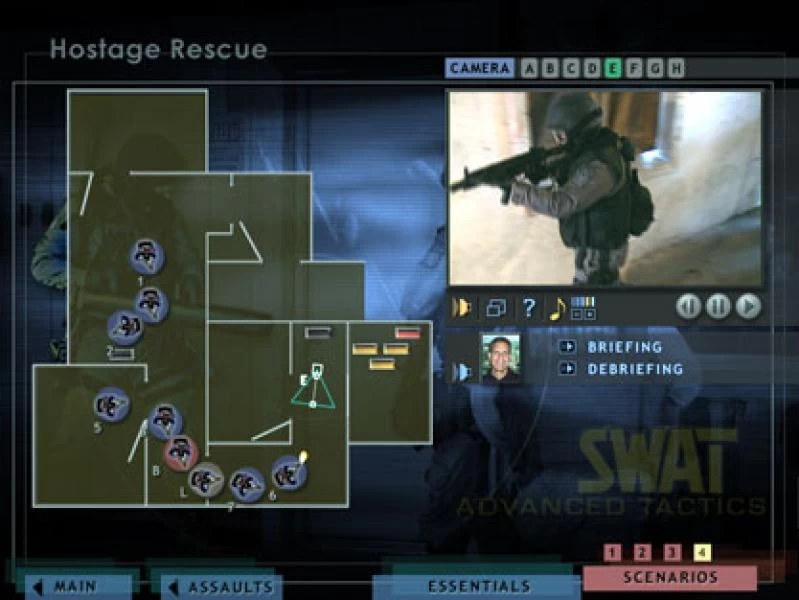 Hostage Rescue
CAMERA A B C D E F G H
1
2
5
B
L
7
6
E
?
BRIEFING
DEBRIEFING
SWAT
ADVANCED TACTICS
1 2 3 4
MAIN
ASSAULTS
ESSENTIALS
SCENARIOS